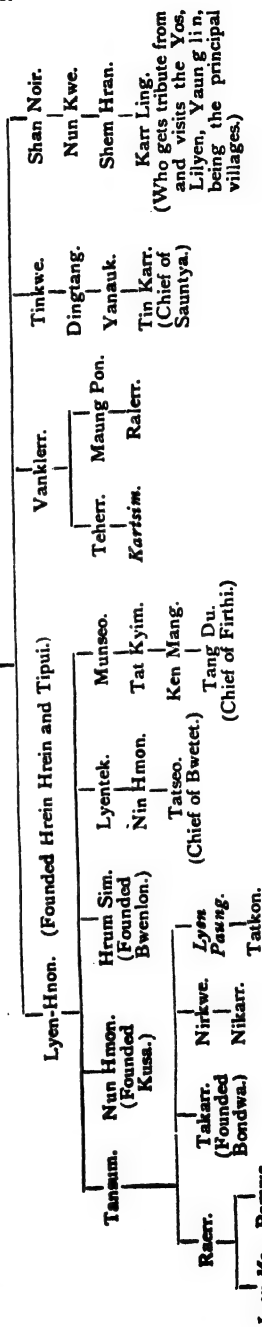 Lyen-Hnon. (Founded Hrein Hrein and Tipui.)
Vanklerr.
Tinkwe.
Shan Noir.
Tansum.
Nun Hmon.
(Founded
Kusa.)
Hrum Sim.
(Founded
Bwenlon.)
Lyentek.
Nin Hmon.
Tatseo.
(Chief of Bwetet.)
Munseo.
Tat Kyim.
Ken Mang.
Tang Du.
(Chief of Firthi.)
Teherr.
Kartsim.
Maung Pon.
Ralerr.
Dingtang.
Yanauk.
Tin Karr.
(Chief of
Sauntya.)
Nun Kwe.
Shem Hran.
Karr Ling.
(Who gets tribute from
and visits the Yos,
Lilyen, Yaunglin,
being the principal
villages.)
Raerr.
Takarr.
(Founded
Bondwa.)
Nirkwe.
Nikarr.
Lyen
Paung.
Tatkon.